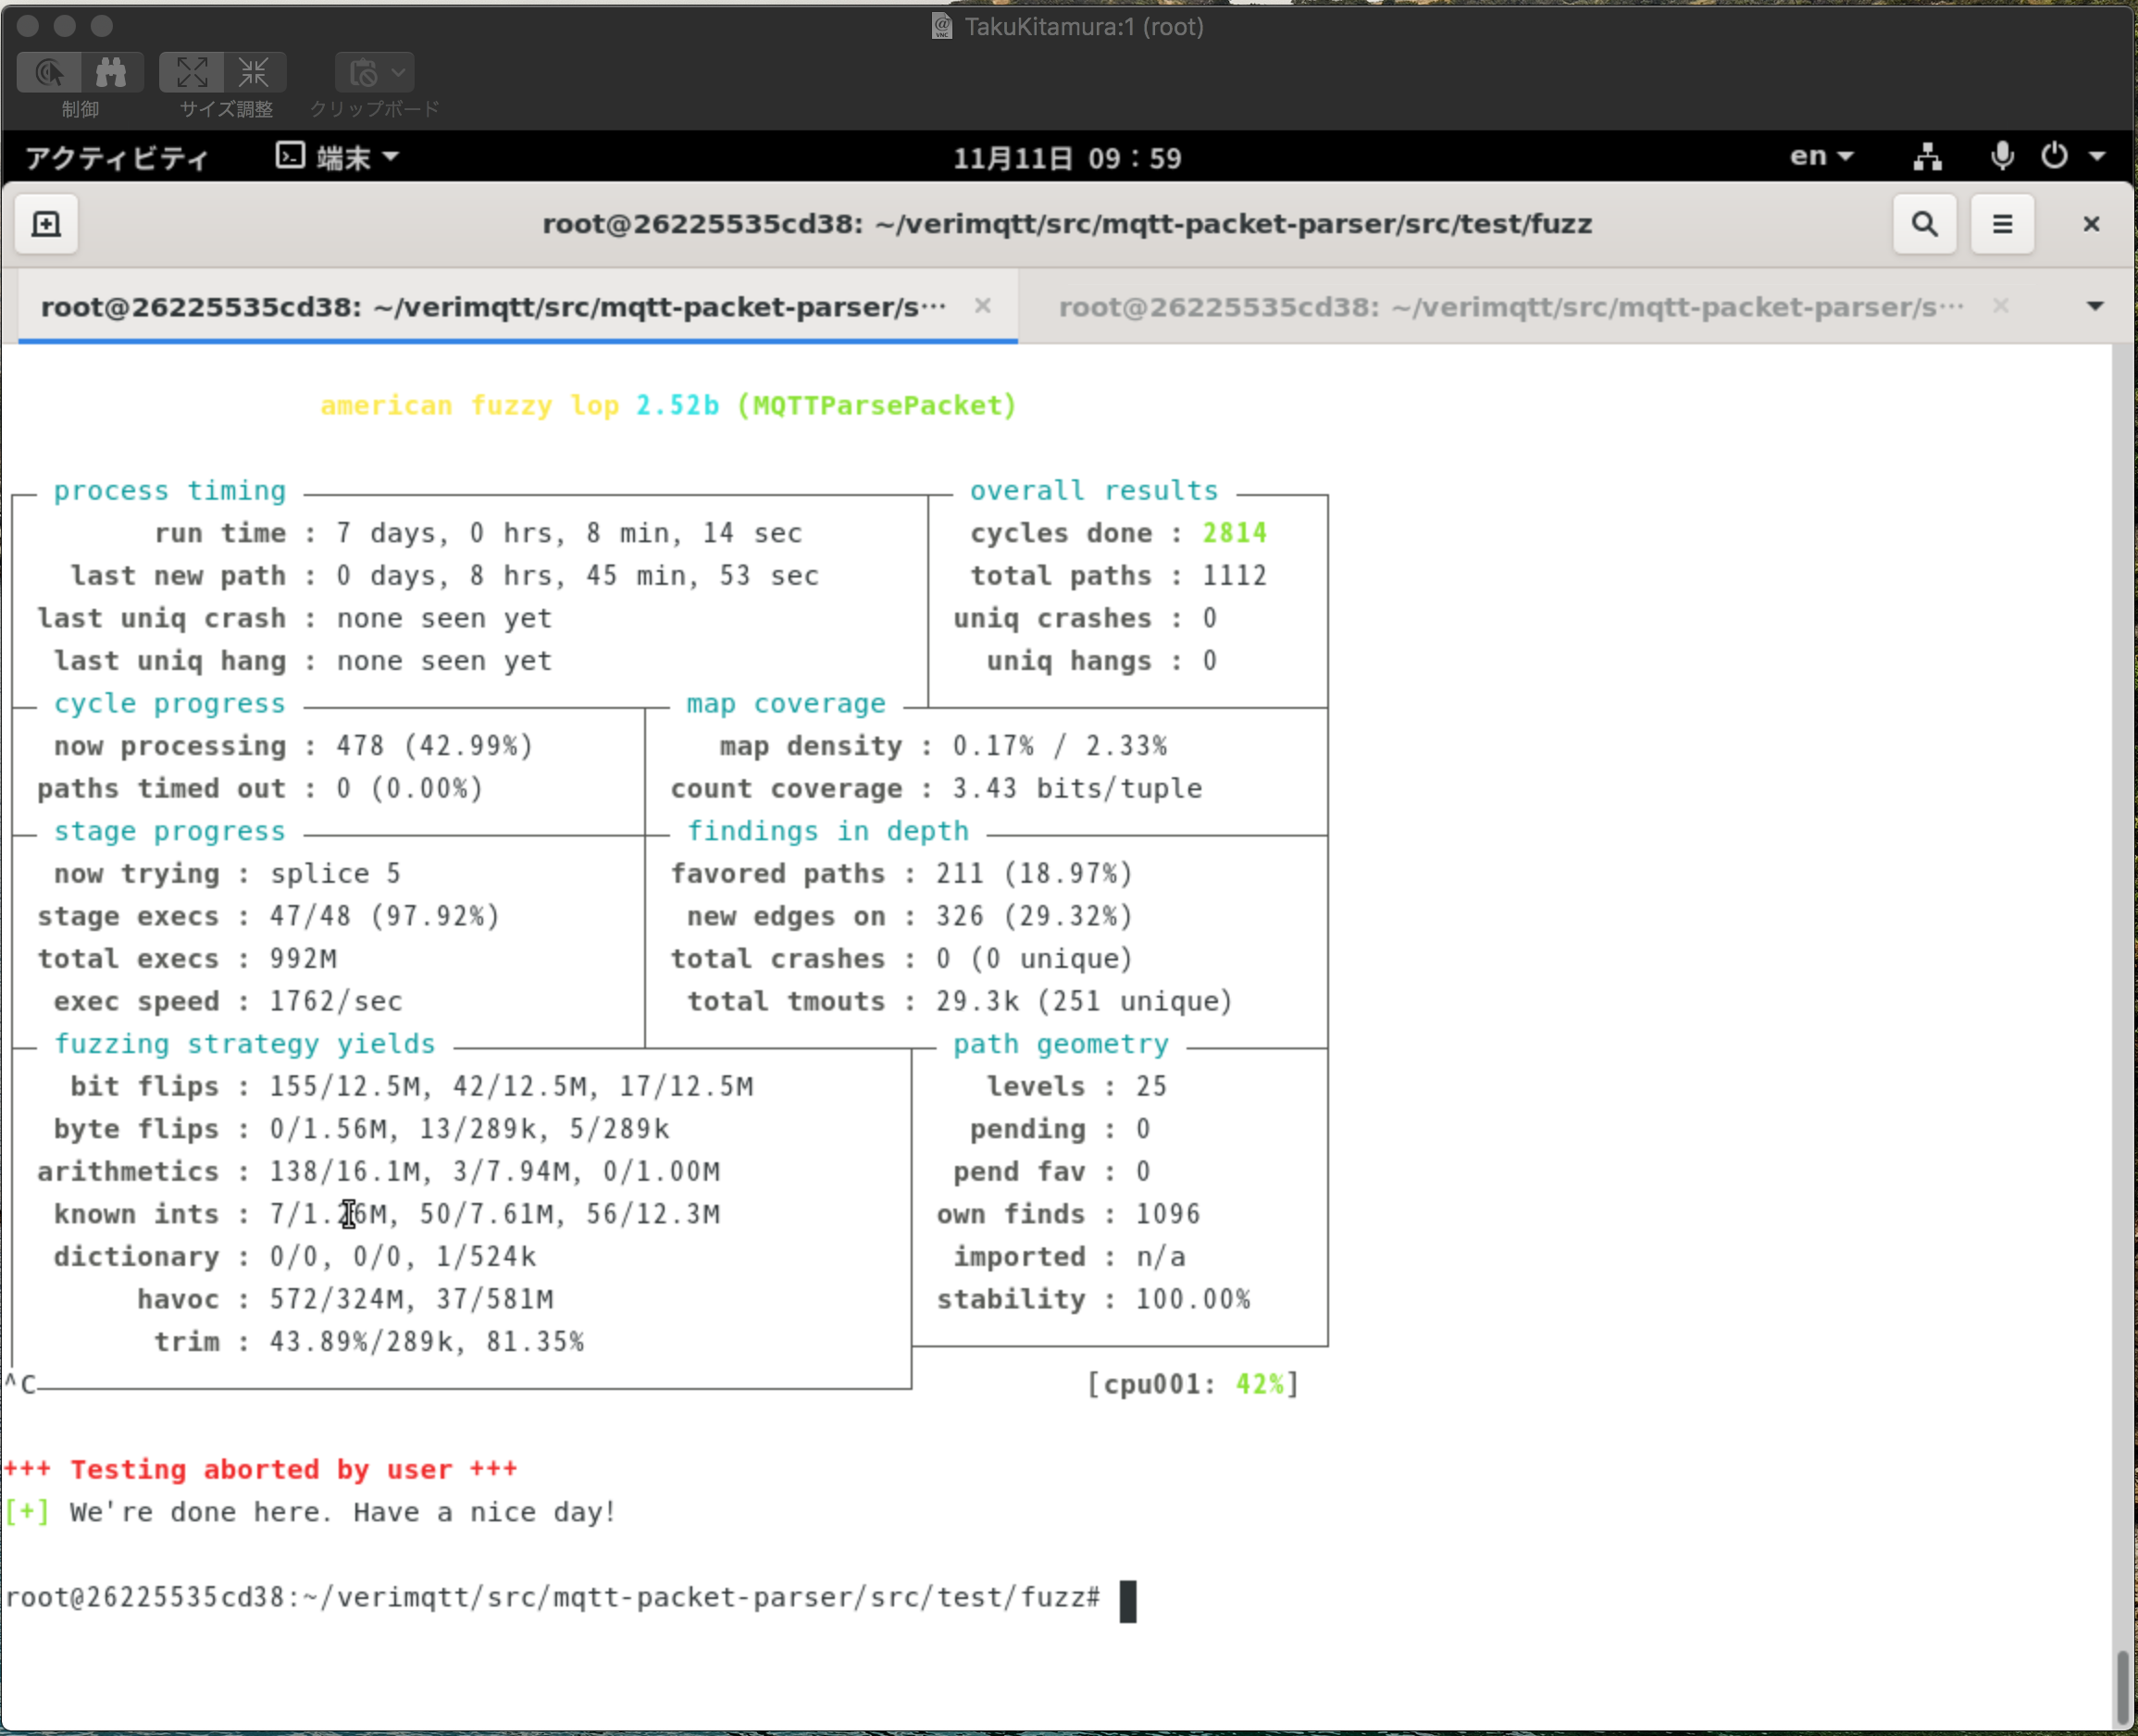 TakuKitamura:1 (root)
制御 サイズ調整 クリップボード
アクティビティ 端末 11月11日 09：59 en
root@26225535cd38: ~/verimqtt/src/mqtt-packet-parser/src/test/fuzz
root@26225535cd38: ~/verimqtt/src/mqtt-packet-parser/s… root@26225535cd38: ~/verimqtt/src/mqtt-packet-parser/s…
american fuzzy lop 2.52b (MQTTParsePacket)
process timing overall results
run time : 7 days, 0 hrs, 8 min, 14 sec cycles done : 2814
last new path : 0 days, 8 hrs, 45 min, 53 sec total paths : 1112
last uniq crash : none seen yet uniq crashes : 0
last uniq hang : none seen yet uniq hangs : 0
cycle progress map coverage
now processing : 478 (42.99%) map density : 0.17% / 2.33%
paths timed out : 0 (0.00%) count coverage : 3.43 bits/tuple
stage progress findings in depth
now trying : splice 5 favored paths : 211 (18.97%)
stage execs : 47/48 (97.92%) new edges on : 326 (29.32%)
total execs : 992M total crashes : 0 (0 unique)
exec speed : 1762/sec total tmouts : 29.3k (251 unique)
fuzzing strategy yields path geometry
bit flips : 155/12.5M, 42/12.5M, 17/12.5M levels : 25
byte flips : 0/1.56M, 13/289k, 5/289k pending : 0
arithmetics : 138/16.1M, 3/7.94M, 0/1.00M pend fav : 0
known ints : 50/7.61M, 56/12.3M own finds : 1096
dictionary : 0/0, 0/0, 1/524k imported : n/a
havoc : 572/324M, 37/581M stability : 100.00%
trim : 43.89%/289k, 81.35%
^C [cpu001: 42%]
+++ Testing aborted by user +++
[+] We're done here. Have a nice day!
root@26225535cd38:~/verimqtt/src/mqtt-packet-parser/src/test/fuzz#